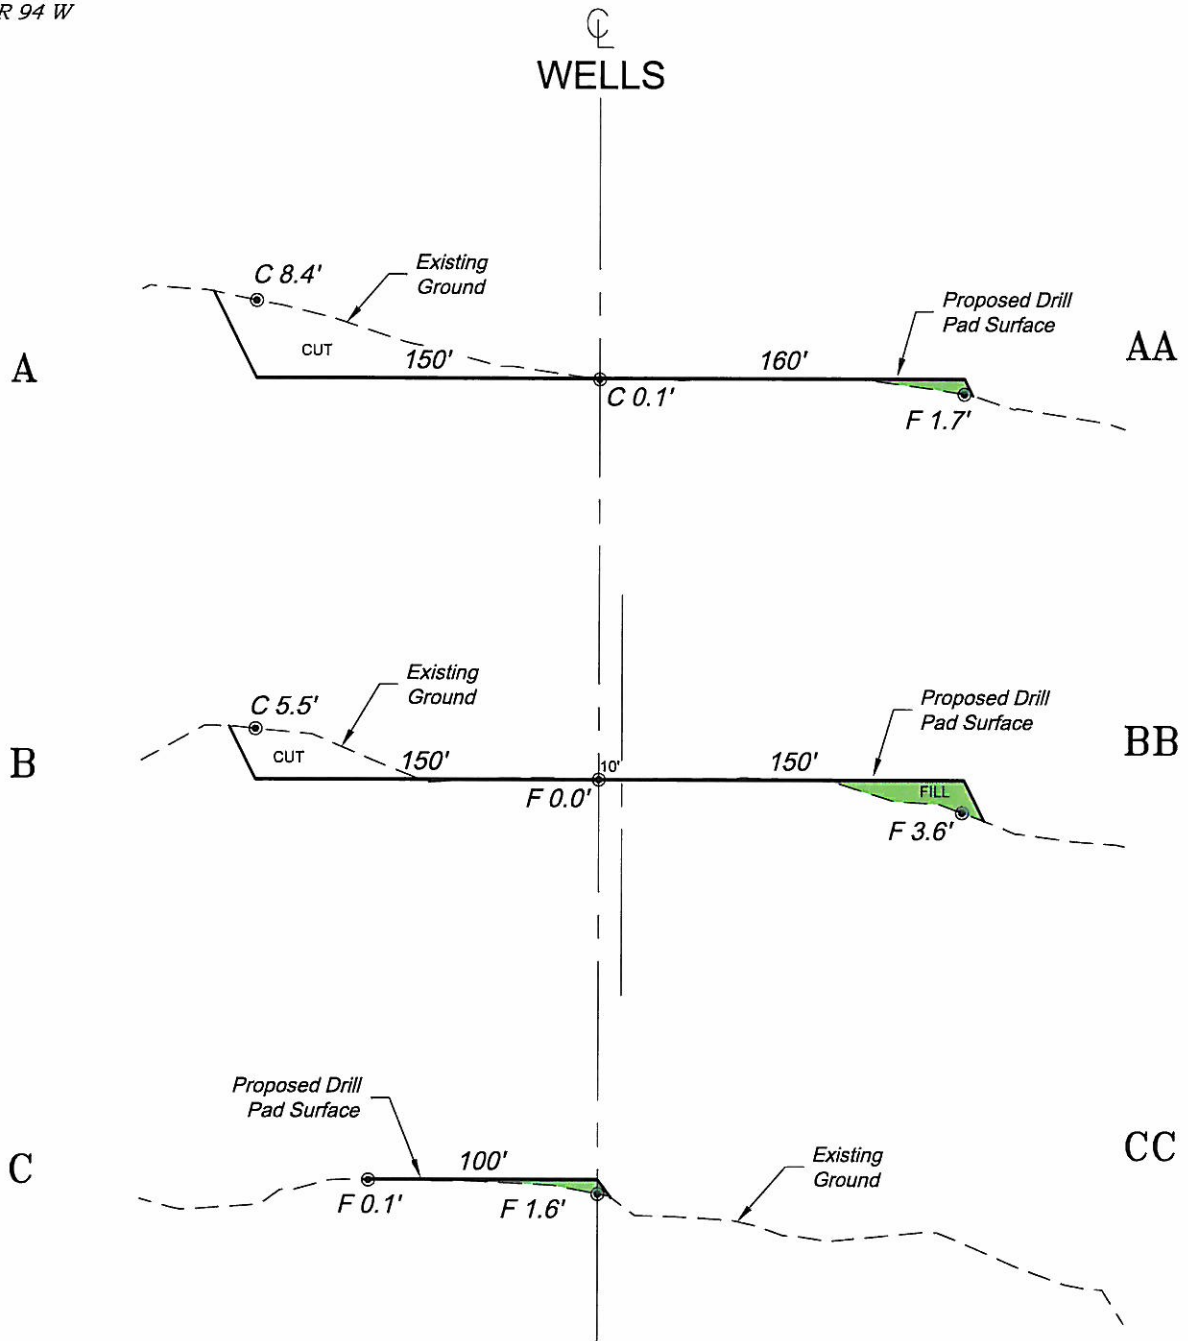 R 94 W
℄
WELLS
C 8.4'
Existing
Ground
Proposed Drill
Pad Surface
A
CUT
150'
160'
AA
C 0.1'
F 1.7'
Existing
Ground
C 5.5'
Proposed Drill
Pad Surface
B
CUT
150'
10'
150'
BB
F 0.0'
FILL
F 3.6'
Proposed Drill
Pad Surface
C
100'
Existing
Ground
CC
F 0.1'
F 1.6'